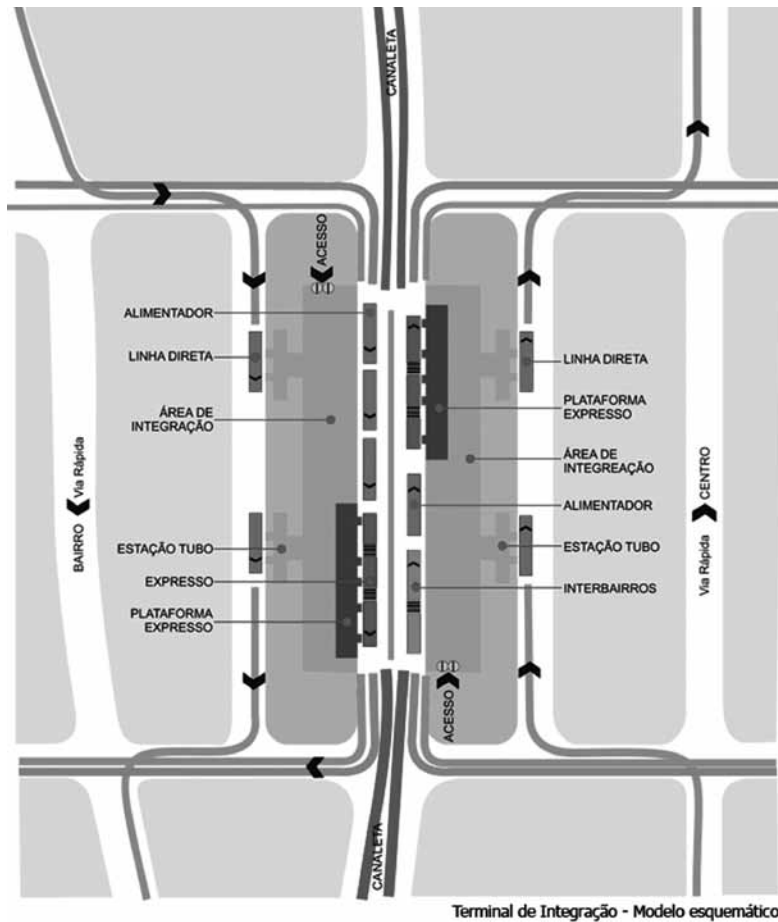 CANALETA
ACESSO
ALIMENTADOR
LINHA DIRETA
ÁREA DE
INTEGRAÇÃO
BAIRRO
Via Rápida
ESTAÇÃO TUBO
EXPRESSO
PLATAFORMA
EXPRESSO
LINHA DIRETA
PLATAFORMA
EXPRESSO
ÁREA DE
INTEGREAÇÃO
ALIMENTADOR
ESTAÇÃO TUBO
INTERBAIRROS
Via Rápida
CENTRO
ACESSO
CANALETA
Terminal de Integração - Modelo esquemático